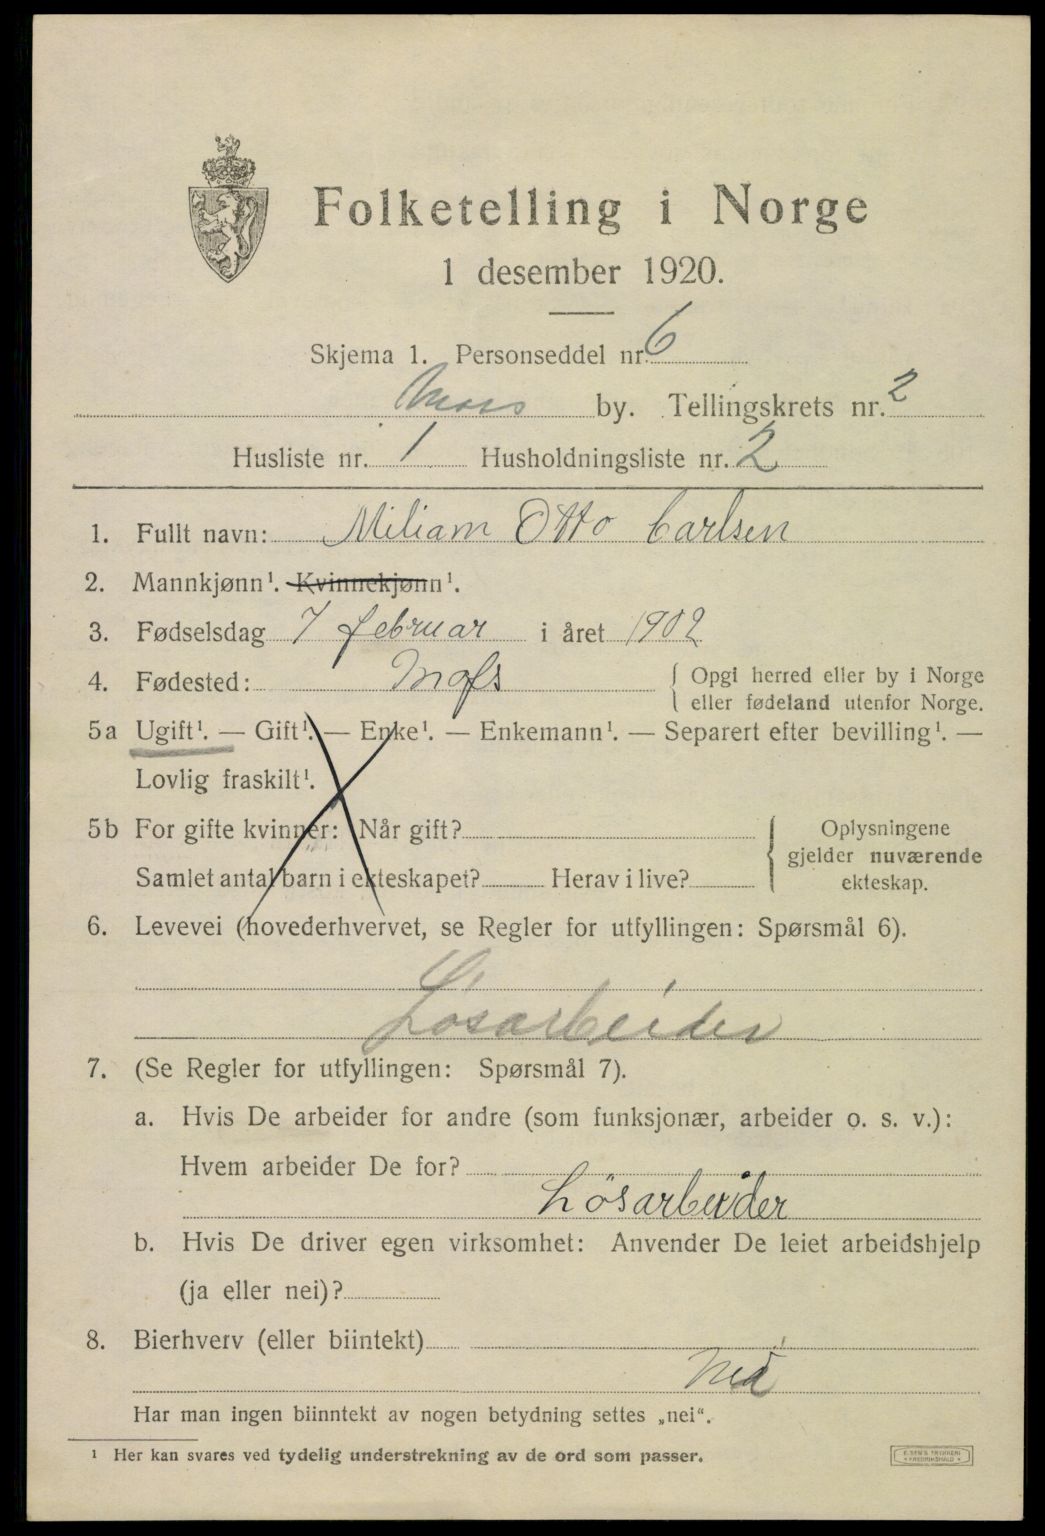 Folketelling i Norge
1 desember 1920.
Skjema 1. Personseddel nr. 6
Moss by. Tellingskrets nr. 2
Husliste nr. 1 Husholdningsliste nr. 2
1. Fullt navn: Miliam Otto Carlsen
2. Mannkjønn¹. Kvinnekjønn¹.
3. Fødselsdag 7 februar i året 1902
4. Fødested: Moss { Opgi herred eller by i Norge
eller fødeland utenfor Norge.
5a Ugift¹. — Gift¹. — Enke¹. — Enkemann¹. — Separert efter bevilling¹. —
Lovlig fraskilt¹.
5b For gifte kvinner: Når gift?
Samlet antal barn i ekteskapet? Herav i live?
{ Oplysningene
gjelder nuværende
ekteskap.
6. Levevei (hovederhvervet, se Regler for utfyllingen: Spørsmål 6).
Løsarbeider
7. (Se Regler for utfyllingen: Spørsmål 7).
a. Hvis De arbeider for andre (som funksjonær, arbeider o. s. v.):
Hvem arbeider De for?
Løsarbeider
b. Hvis De driver egen virksomhet: Anvender De leiet arbeidshjelp
(ja eller nei)?
8. Bierhverv (eller biintekt)
Nei
Har man ingen biinntekt av nogen betydning settes „nei“.
¹ Her kan svares ved tydelig understrekning av de ord som passer.